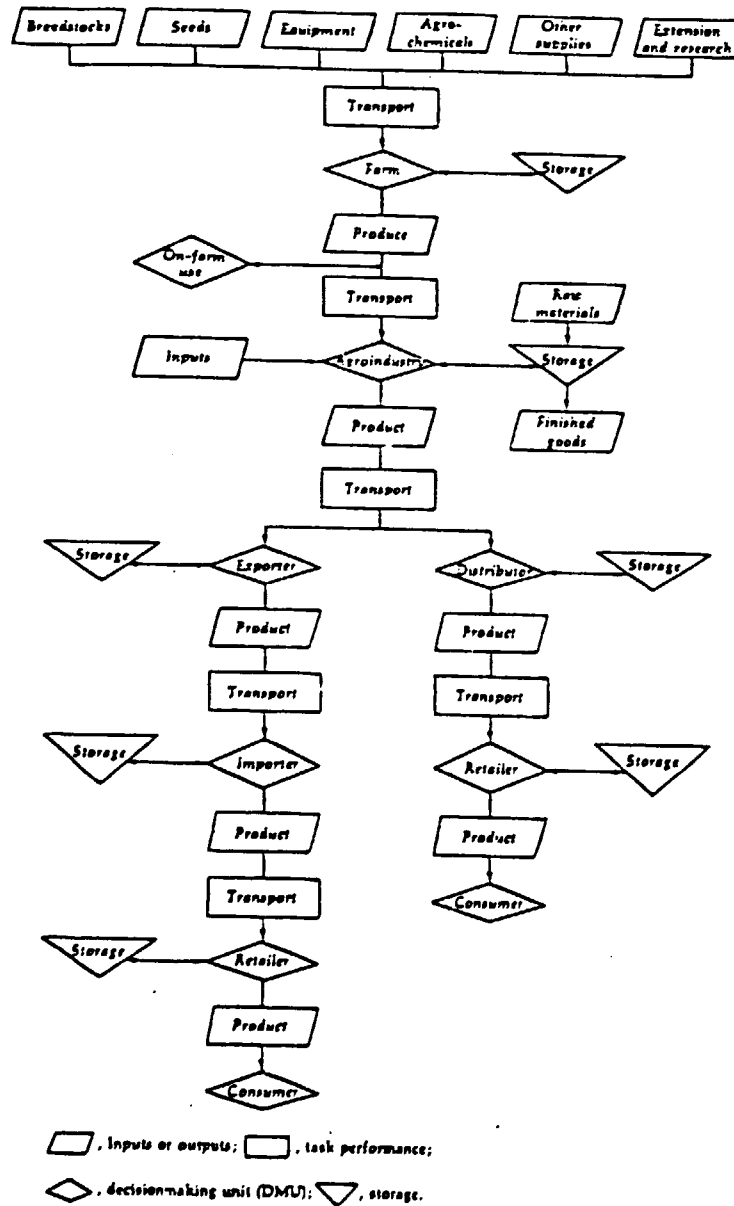 Breedstocks
Seeds
Equipment
Agro-
chemicals
Other
supplies
Extension
and research
Transport
Farm
Storage
Produce
On-farm
use
Transport
Raw
materials
Inputs
Agroindustry
Storage
Product
Finished
goods
Transport
Storage
Exporter
Distributor
Storage
Product
Product
Transport
Transport
Storage
Importer
Retailer
Storage
Product
Product
Transport
Consumer
Storage
Retailer
Product
Consumer
, Inputs or outputs; , task performance;
, decision-making unit (DMU); , storage.